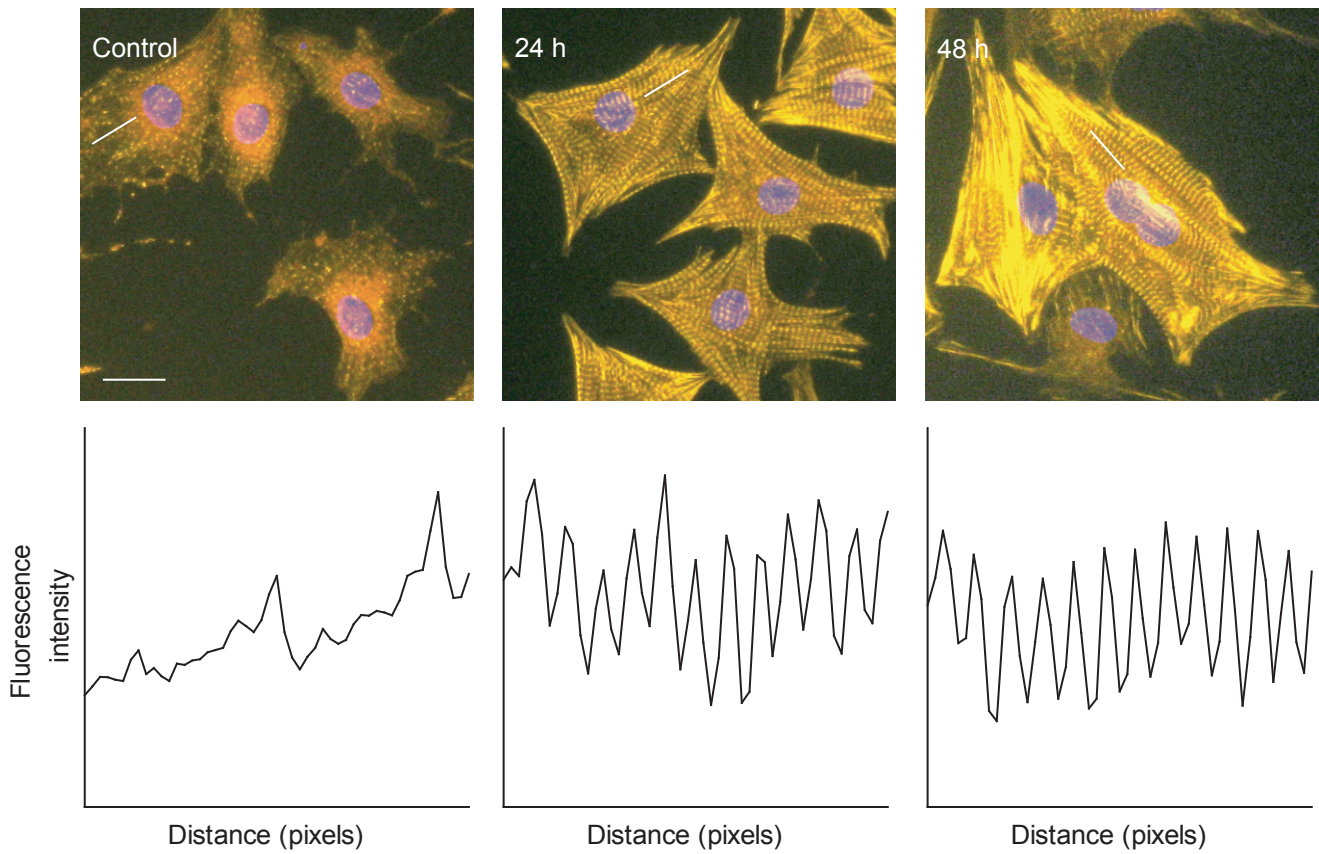 Control
24 h
48 h
Fluorescence
intensity
Distance (pixels)
Distance (pixels)
Distance (pixels)